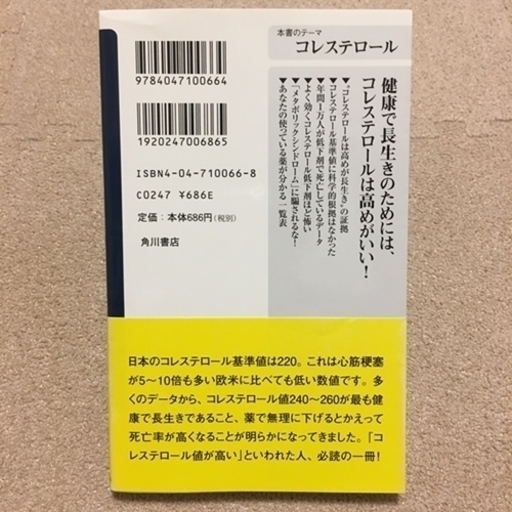 本書のテーマ
コレステロール
健康で長生きのためには、
コレステロールは高めがいい!
▼"コレステロールは高めが長生き"の証拠
▼コレステロール基準値に科学的根拠はなかった
▼年間1万人が低下剤で死亡しているデータ
▼よく効くコレステロール低下剤ほど怖い
▼「メタボリックシンドローム」に騙されるな!
▼あなたの使っている薬が分かる一覧表
9784047100664
1920247006865
ISBN4-04-710066-8
C0247 ¥686E
定価:本体686円(税別)
角川書店
日本のコレステロール基準値は220。これは心筋梗塞
が5〜10倍も多い欧米に比べても低い数値です。多
くのデータから、コレステロール値240〜260が最も健
康で長生きであること、薬で無理に下げるとかえって
死亡率が高くなることが明らかになってきました。「コ
レステロール値が高い」といわれた人、必読の一冊!